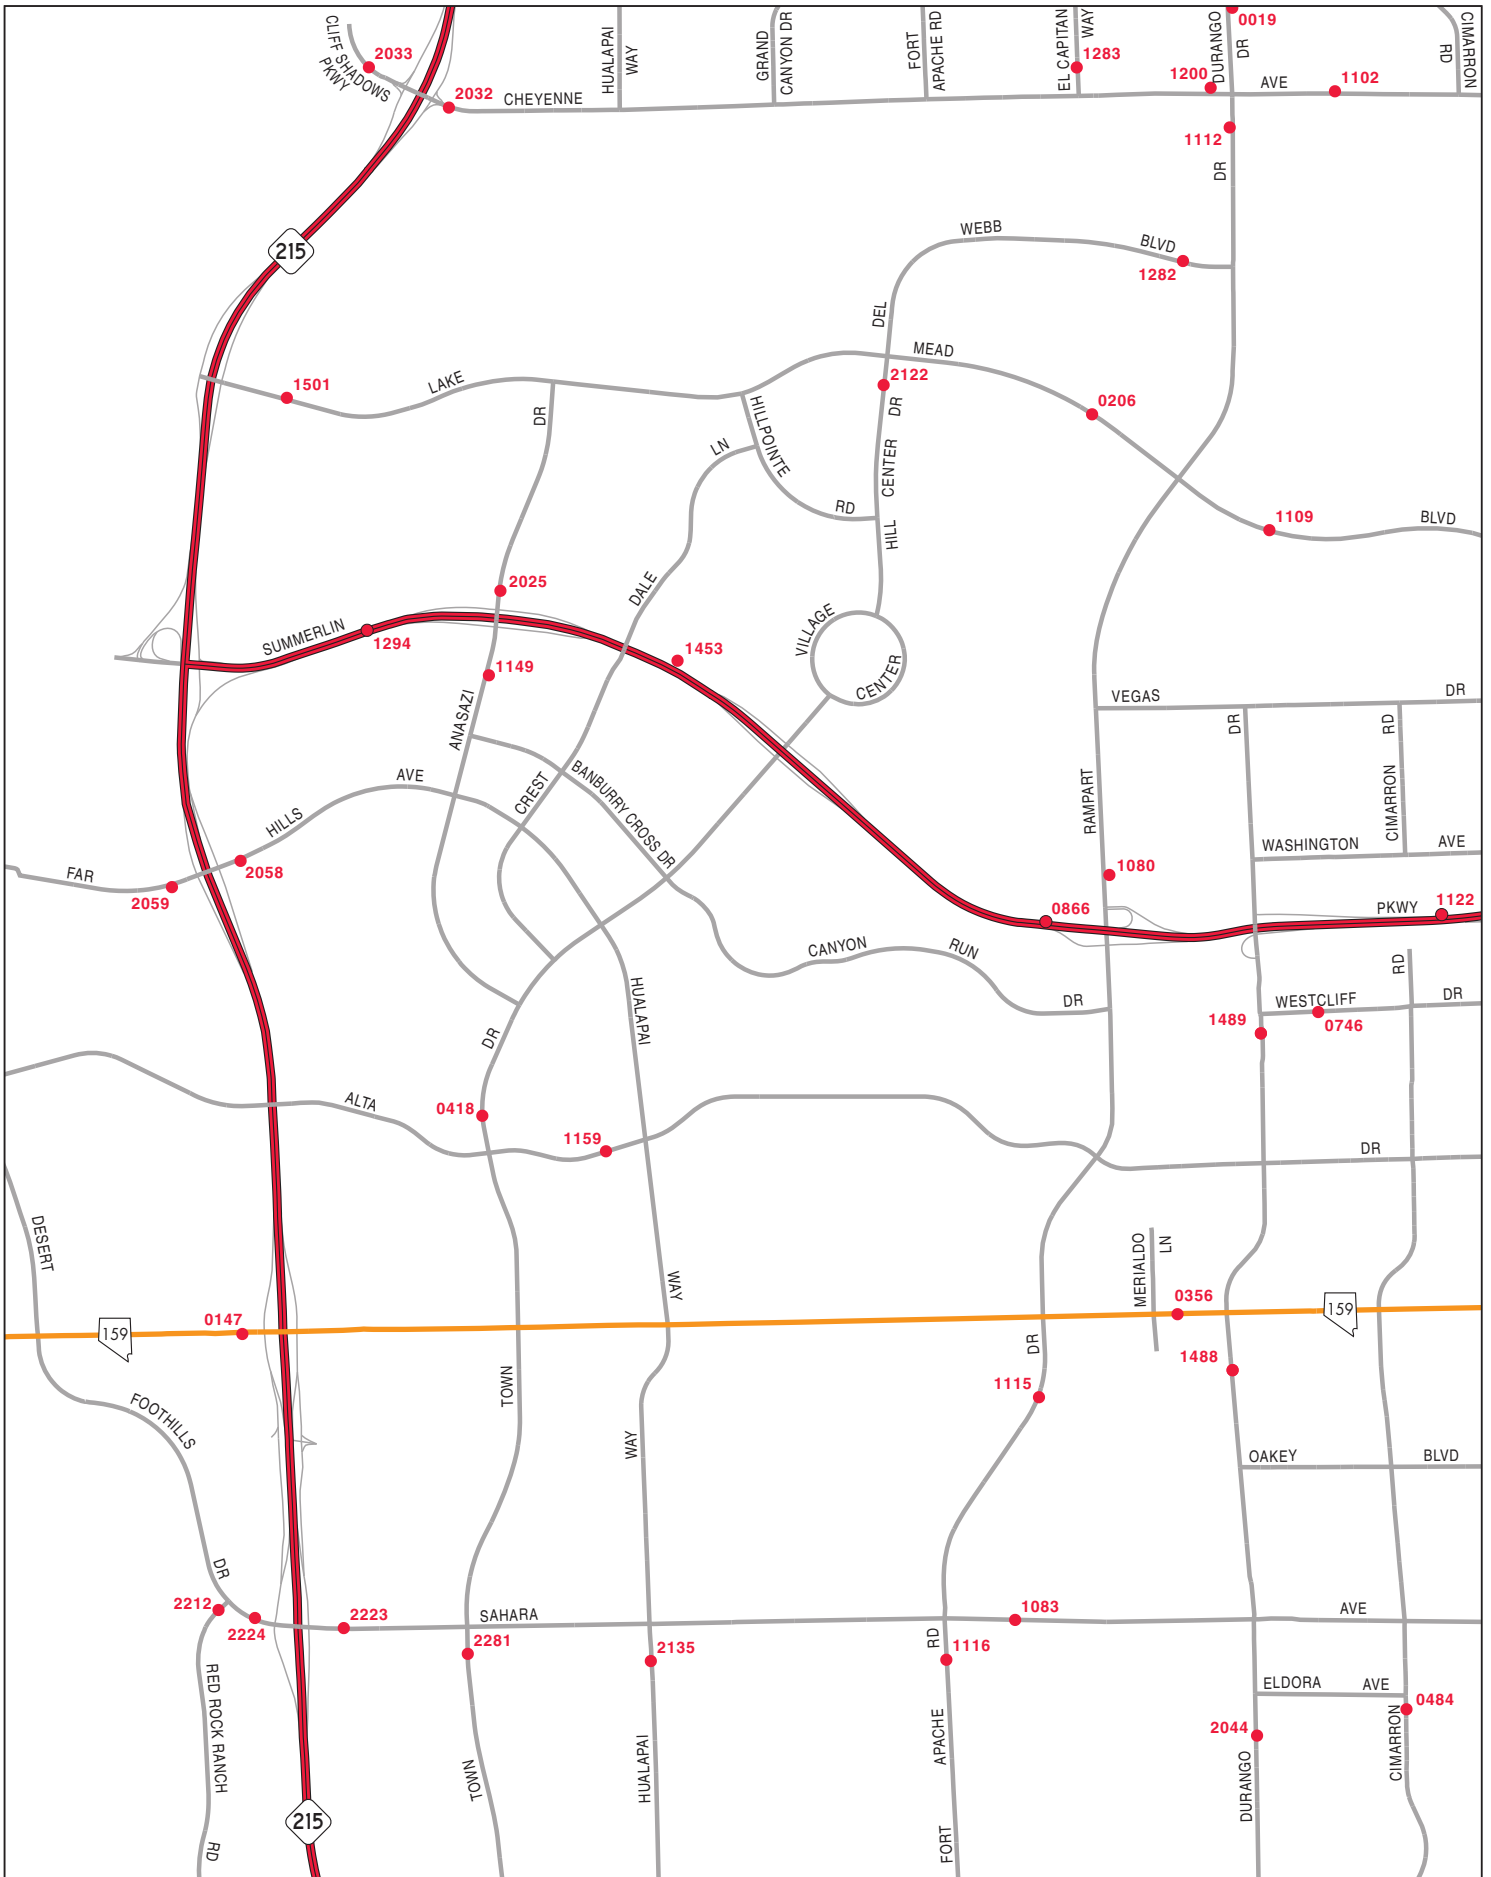 CLIFF SHADOWS
PKWY
2033
2032
CHEYENNE
HUALAPAI
WAY
GRAND
CANYON DR
FORT
APACHE RD
EL CAPITAN
WAY
1283
1200
DURANGO
DR
0019
AVE
1102
CIMARRON
RD
1112
DR
215
WEBB
BLVD
1282
DEL
MEAD
2122
DR
0206
1501
LAKE
DR
HILLPOINTE
LN
CENTER
RD
HILL
1109
BLVD
2025
DALE
VILLAGE
CENTER
SUMMERLIN
1294
1453
1149
ANASAZI
VEGAS
DR
DR
RD
AVE
CREST
BANBURRY CROSS DR
RAMPART
CIMARRON
HILLS
WASHINGTON
AVE
FAR
2058
2059
1080
0866
PKWY
1122
CANYON
RUN
RD
DR
HUALAPAI
DR
WESTCLIFF
DR
1489
0746
ALTA
0418
1159
DR
DESERT
MERIALDO
LN
WAY
0147
159
0356
159
DR
1488
TOWN
1115
FOOTHILLS
WAY
OAKEY
BLVD
DR
2212
2224
2223
SAHARA
1083
AVE
2281
2135
RD
1116
RED ROCK RANCH
ELDORA
AVE
0484
2044
APACHE
CIMARRON
HUALAPAI
TOWN
DURANGO
215
RD
FORT